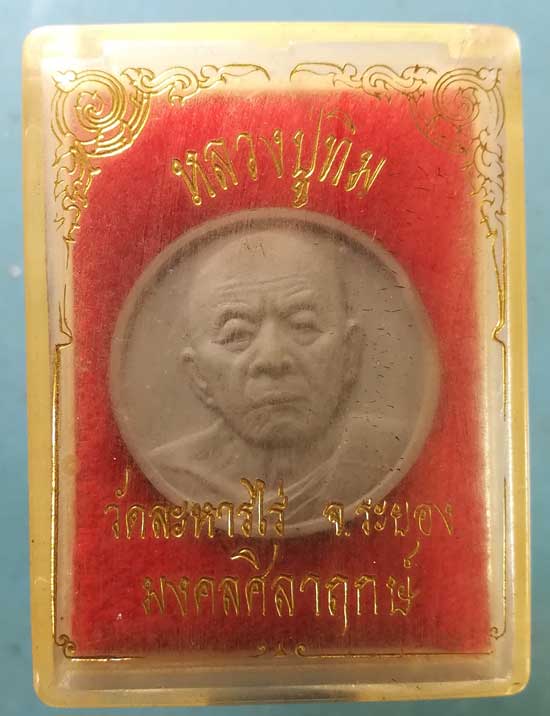 หลวงปู่ทิม
วัดละหารไร่ จ.ระยอง
มงคลศิลาฤกษ์